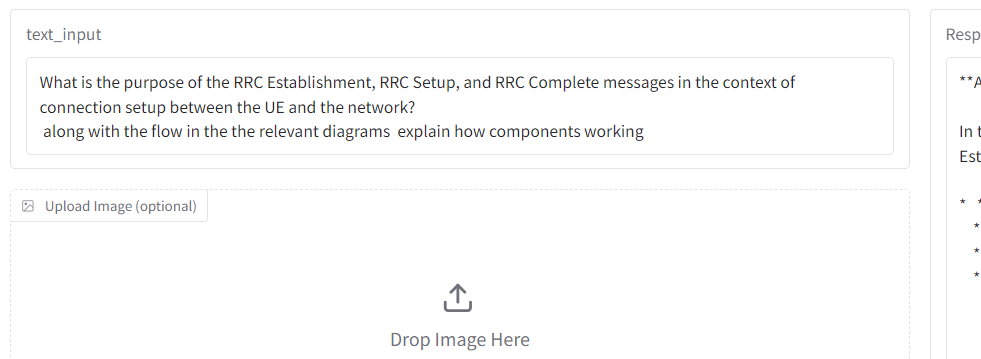 text_input
What is the purpose of the RRC Establishment, RRC Setup, and RRC Complete messages in the context of
connection setup between the UE and the network?
along with the flow in the the relevant diagrams  explain how components working
Upload Image (optional)
Drop Image Here
Resp
**A
In t
Est
* *
*
*
*